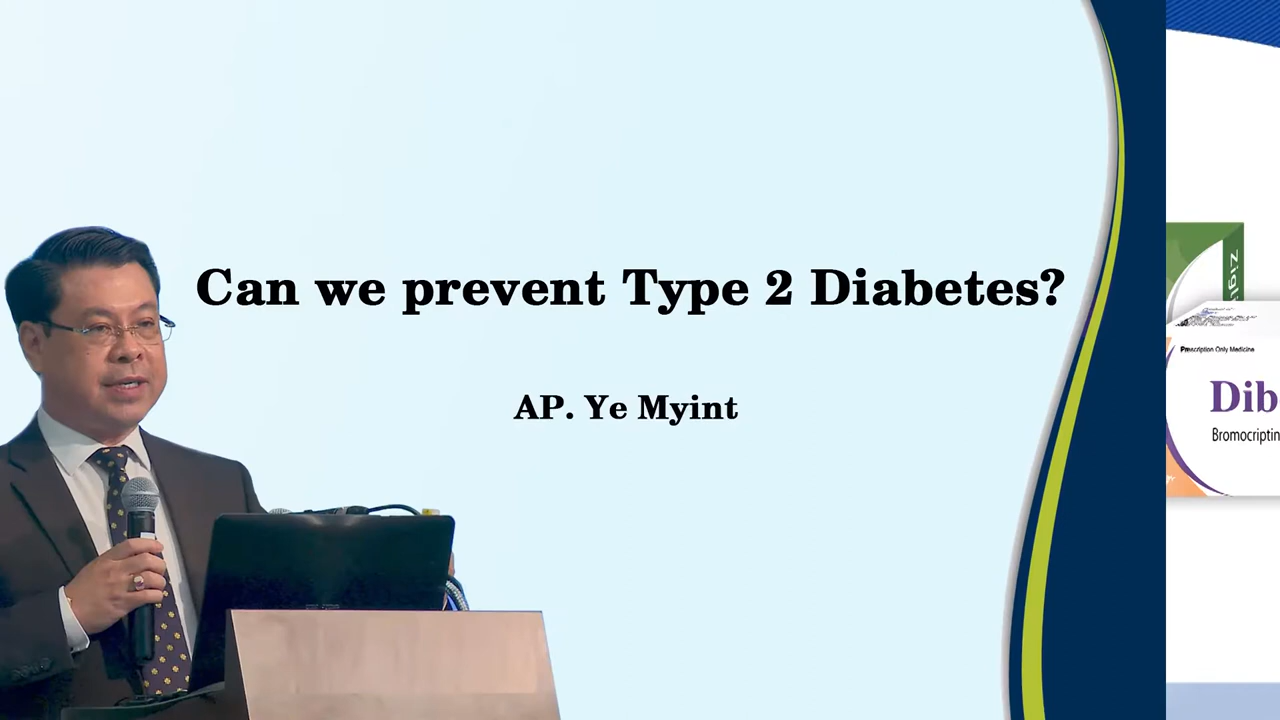 Can we prevent Type 2 Diabetes?
AP. Ye Myint
Prescription Only Medicine
Dib
Bromocriptin